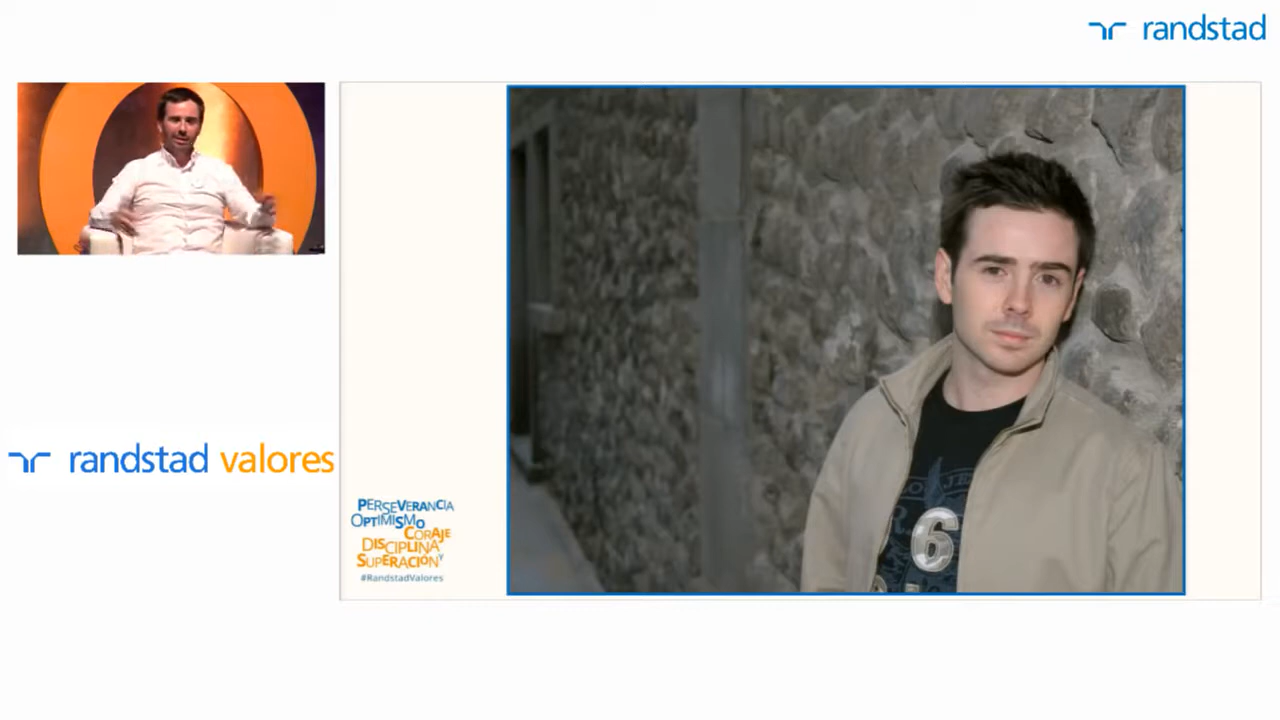 randstad
randstad valores
PERSEVERANCIA
OPTIMISMO
CORAJE
DISCIPLINA
SUPERACIÓN Y
#RandstadValores
6